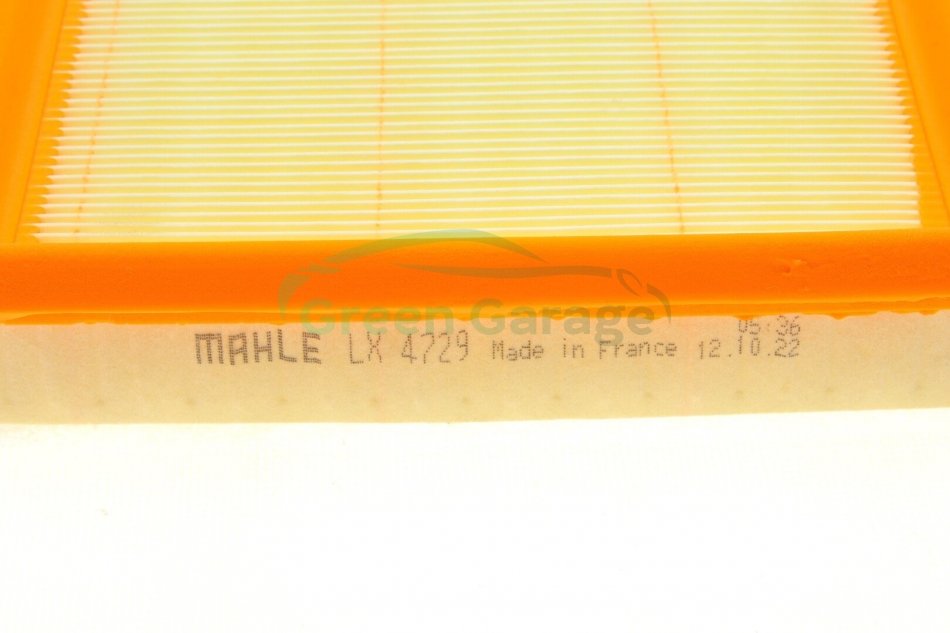 Green Garage
05:36
MAHLE LX 4729 Made in France 12.10.22